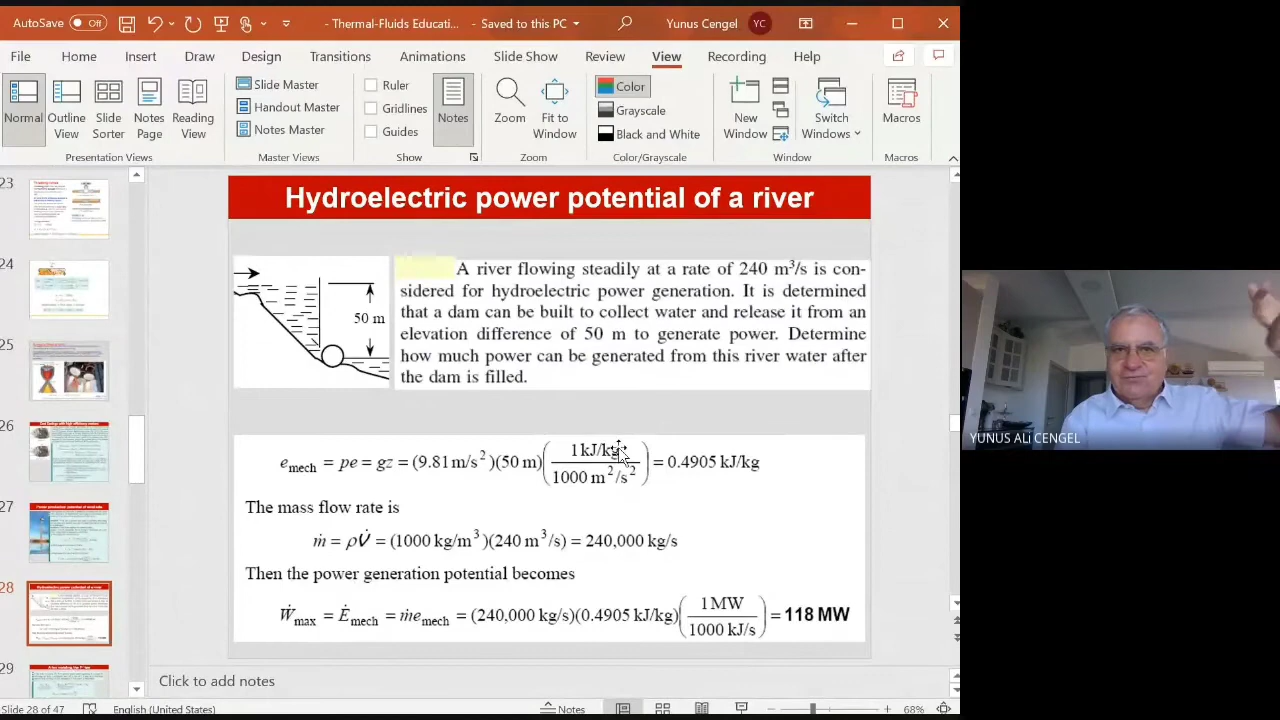 AutoSave Off - Thermal-Fluids Educati... - Saved to this PC Yunus Cengel YC
File Home Insert Draw Design Transitions Animations Slide Show Review View Recording Help
Normal Outline View Slide Sorter Notes Page Reading View
Slide Master
Handout Master
Notes Master
Ruler
Gridlines
Guides
Notes
Zoom Fit to Window
Color
Grayscale
Black and White
New Window
Switch Windows
Macros
Presentation Views Master Views Show Zoom Color/Grayscale Window Macros
23
24
25
26
27
28
29
Hydroelectric power potential of a river
50 m
A river flowing steadily at a rate of 240 m³/s is con-
sidered for hydroelectric power generation. It is determined
that a dam can be built to collect water and release it from an
elevation difference of 50 m to generate power. Determine
how much power can be generated from this river water after
the dam is filled.
e_mech = pe = gz = (9.81 m/s²)(50 m)(1 kJ/kg / 1000 m²/s²) = 0.4905 kJ/kg
The mass flow rate is
ṁ = ρV̇ = (1000 kg/m³)(240 m³/s) = 240,000 kg/s
Then the power generation potential becomes
Ẇ_max = Ė_mech = ṁe_mech = (240,000 kg/s)(0.4905 kJ/kg)(1 MW / 1000 kJ/s) = 118 MW
Click to add notes
Slide 28 of 47 English (United States) Notes 68%
YUNUS ALİ CENGEL